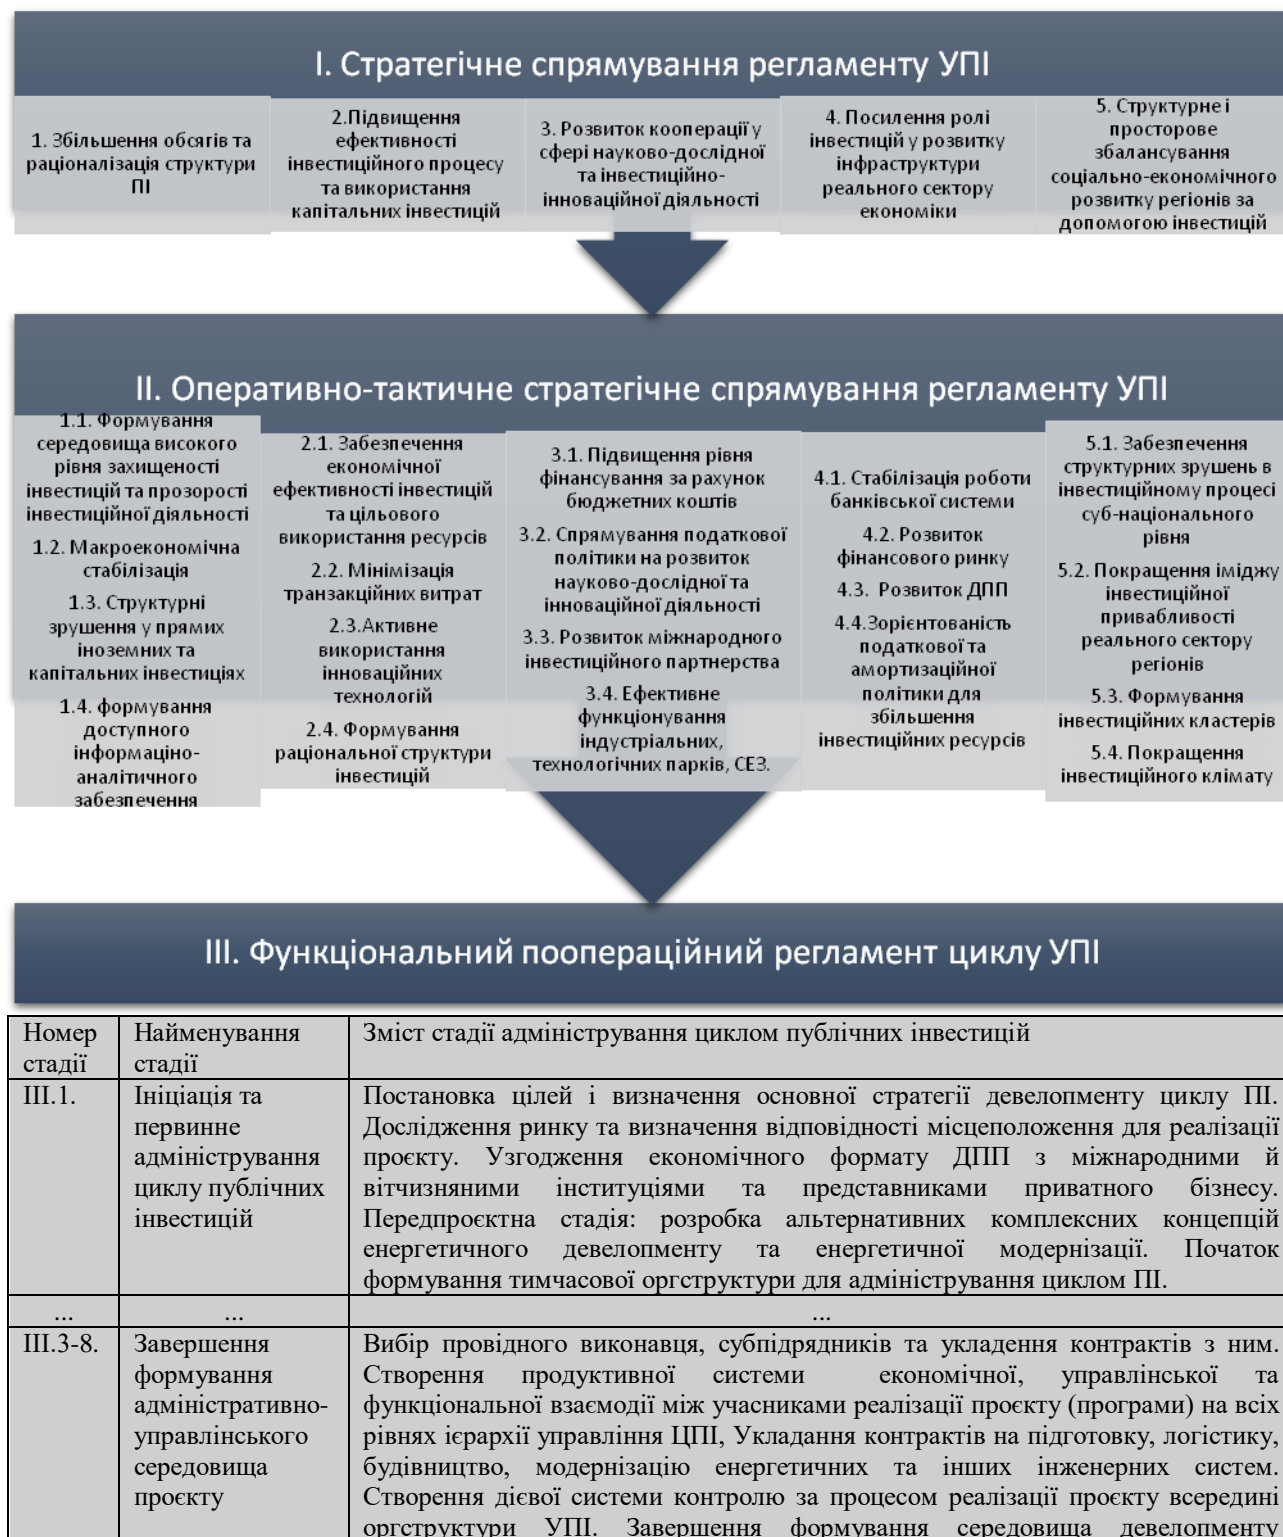 І. Стратегічне спрямування регламенту УПІ
1. Збільшення обсягів та
раціоналізація структури
ПІ
2.Підвищення
ефективності
інвестиційного процесу
та використання
капітальних інвестицій
3. Розвиток кооперації у
сфері науково-дослідної
та інвестиційно-
інноваційної діяльності
4. Посилення ролі
інвестицій у розвитку
інфраструктури
реального сектору
економіки
5. Структурне і
просторове
збалансування
соціально-економічного
розвитку регіонів за
допомогою інвестицій
ІІ. Оперативно-тактичне стратегічне спрямування регламенту УПІ
1.1. Формування
середовища високого
рівня захищеності
інвестицій та прозорості
інвестиційної діяльності
1.2. Макроекономічна
стабілізація
1.3. Структурні
зрушення у прямих
іноземних та
капітальних інвестиціях
1.4. формування
доступного
інформаціно-
аналітичного
забезпечення
2.1. Забезпечення
економічної
ефективності інвестицій
та цільового
використання ресурсів
2.2. Мінімізація
транзакційних витрат
2.3.Активне
використання
інноваційних
технологій
2.4. Формування
раціональної структури
інвестицій
3.1. Підвищення рівня
фінансування за рахунок
бюджетних коштів
3.2. Спрямування податкової
політики на розвиток
науково-дослідної та
інноваційної діяльності
3.3. Розвиток міжнародного
інвестиційного партнерства
3.4. Ефективне
функціонування
індустріальних,
технологічних парків, СЕЗ.
4.1. Стабілізація роботи
банківської системи
4.2. Розвиток
фінансового ринку
4.3. Розвиток ДПП
4.4.Зорієнтованість
податкової та
амортизаційної
політики для
збільшення
інвестиційних ресурсів
5.1. Забезпечення
структурних зрушень в
інвестиційному процесі
суб-національного
рівня
5.2. Покращення іміджу
інвестиційної
привабливості
реального сектору
регіонів
5.3. Формування
інвестиційних кластерів
5.4. Покращення
інвестиційного клімату
ІІІ. Функціональний поопераційний регламент циклу УПІ
Номер
стадії
Найменування
стадії
Зміст стадії адміністрування циклом публічних інвестицій
ІІІ.1.
Ініціація та
первинне
адміністрування
циклу публічних
інвестицій
Постановка цілей і визначення основної стратегії девелопменту циклу ПІ.
Дослідження ринку та визначення відповідності місцеположення для реалізації
проєкту. Узгодження економічного формату ДПП з міжнародними й
вітчизняними інституціями та представниками приватного бізнесу.
Передпроєктна стадія: розробка альтернативних комплексних концепцій
енергетичного девелопменту та енергетичної модернізації. Початок
формування тимчасової оргструктури для адміністрування циклом ПІ.
...
...
...
ІІІ.3-8.
Завершення
формування
адміністративно-
управлінського
середовища
проєкту
Вибір провідного виконавця, субпідрядників та укладення контрактів з ним.
Створення продуктивної системи економічної, управлінської та
функціональної взаємодії між учасниками реалізації проєкту (програми) на всіх
рівнях ієрархії управління ЦПІ, Укладання контрактів на підготовку, логістику,
будівництво, модернізацію енергетичних та інших інженерних систем.
Створення дієвої системи контролю за процесом реалізації проєкту всередині
оргструктури УПІ. Завершення формування середовища девелопменту